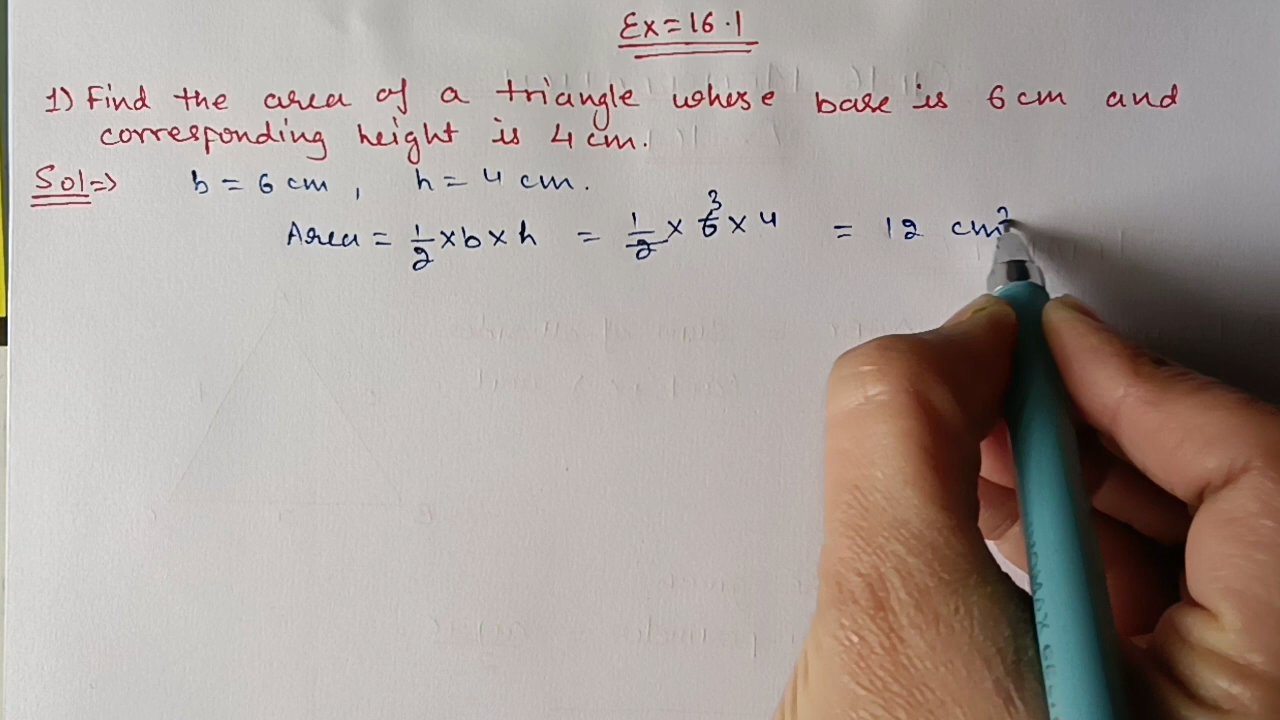 Ex = 16.1
1) Find the area of a triangle whose base is 6 cm and
corresponding height is 4 cm.
Sol=> b = 6 cm, h = 4 cm.
Area = 1/2 × b × h = 1/2 × 6 3 × 4 = 12 cm²